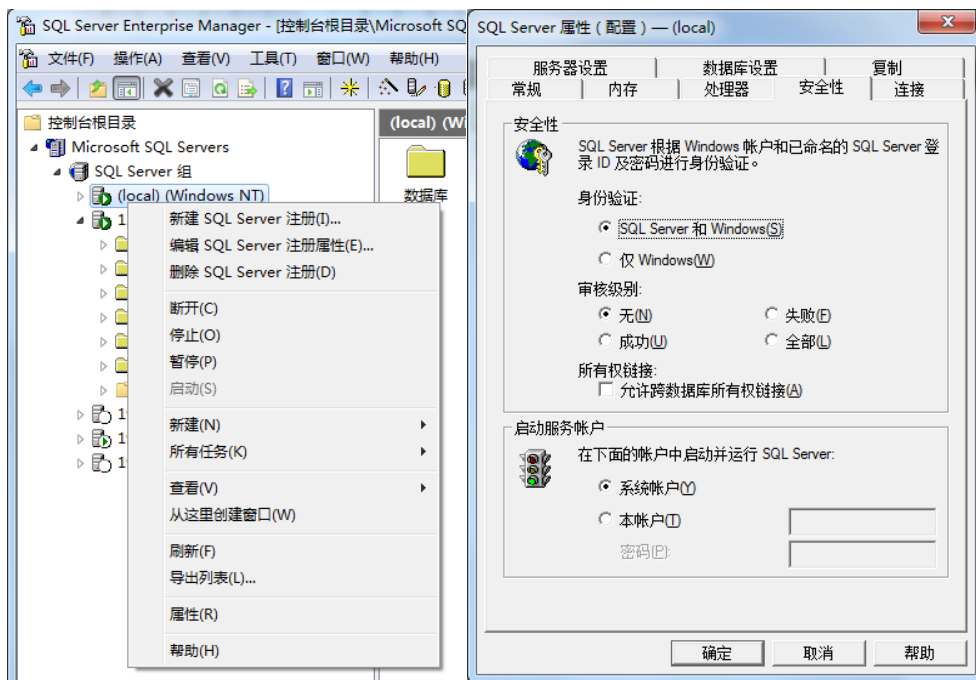 SQL Server Enterprise Manager - [控制台根目录\Microsoft SQ
文件(F) 操作(A) 查看(V) 工具(T) 窗口(W) 帮助(H)
控制台根目录
Microsoft SQL Servers
SQL Server 组
(local) (Windows NT)
1
1
1
1
(local) (Wi
数据库
新建 SQL Server 注册(I)...
编辑 SQL Server 注册属性(E)...
删除 SQL Server 注册(D)
断开(C)
停止(O)
暂停(P)
启动(S)
新建(N)
所有任务(K)
查看(V)
从这里创建窗口(W)
刷新(F)
导出列表(L)...
属性(R)
帮助(H)
SQL Server 属性 ( 配置 ) — (local)
服务器设置 数据库设置 复制
常规 内存 处理器 安全性 连接
安全性
SQL Server 根据 Windows 帐户和已命名的 SQL Server 登
录 ID 及密码进行身份验证。
身份验证:
SQL Server 和 Windows(S)
仅 Windows(W)
审核级别:
无(N) 失败(F)
成功(U) 全部(L)
所有权链接:
允许跨数据库所有权链接(A)
启动服务帐户
在下面的帐户中启动并运行 SQL Server:
系统帐户(Y)
本帐户(T)
密码(P):
确定 取消 帮助